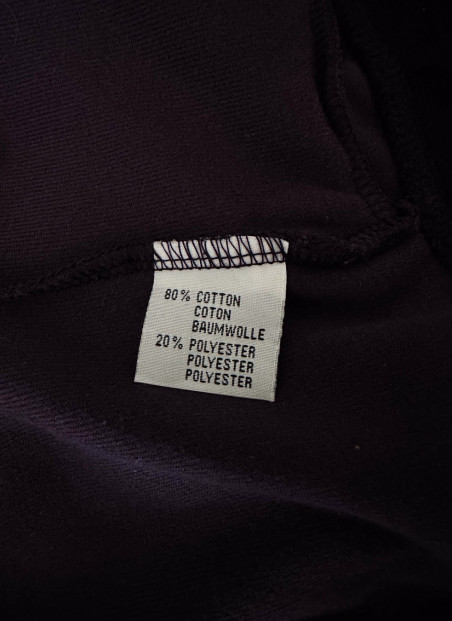 80% COTTON
COTON
BAUMWOLLE
20% POLYESTER
POLYESTER
POLYESTER